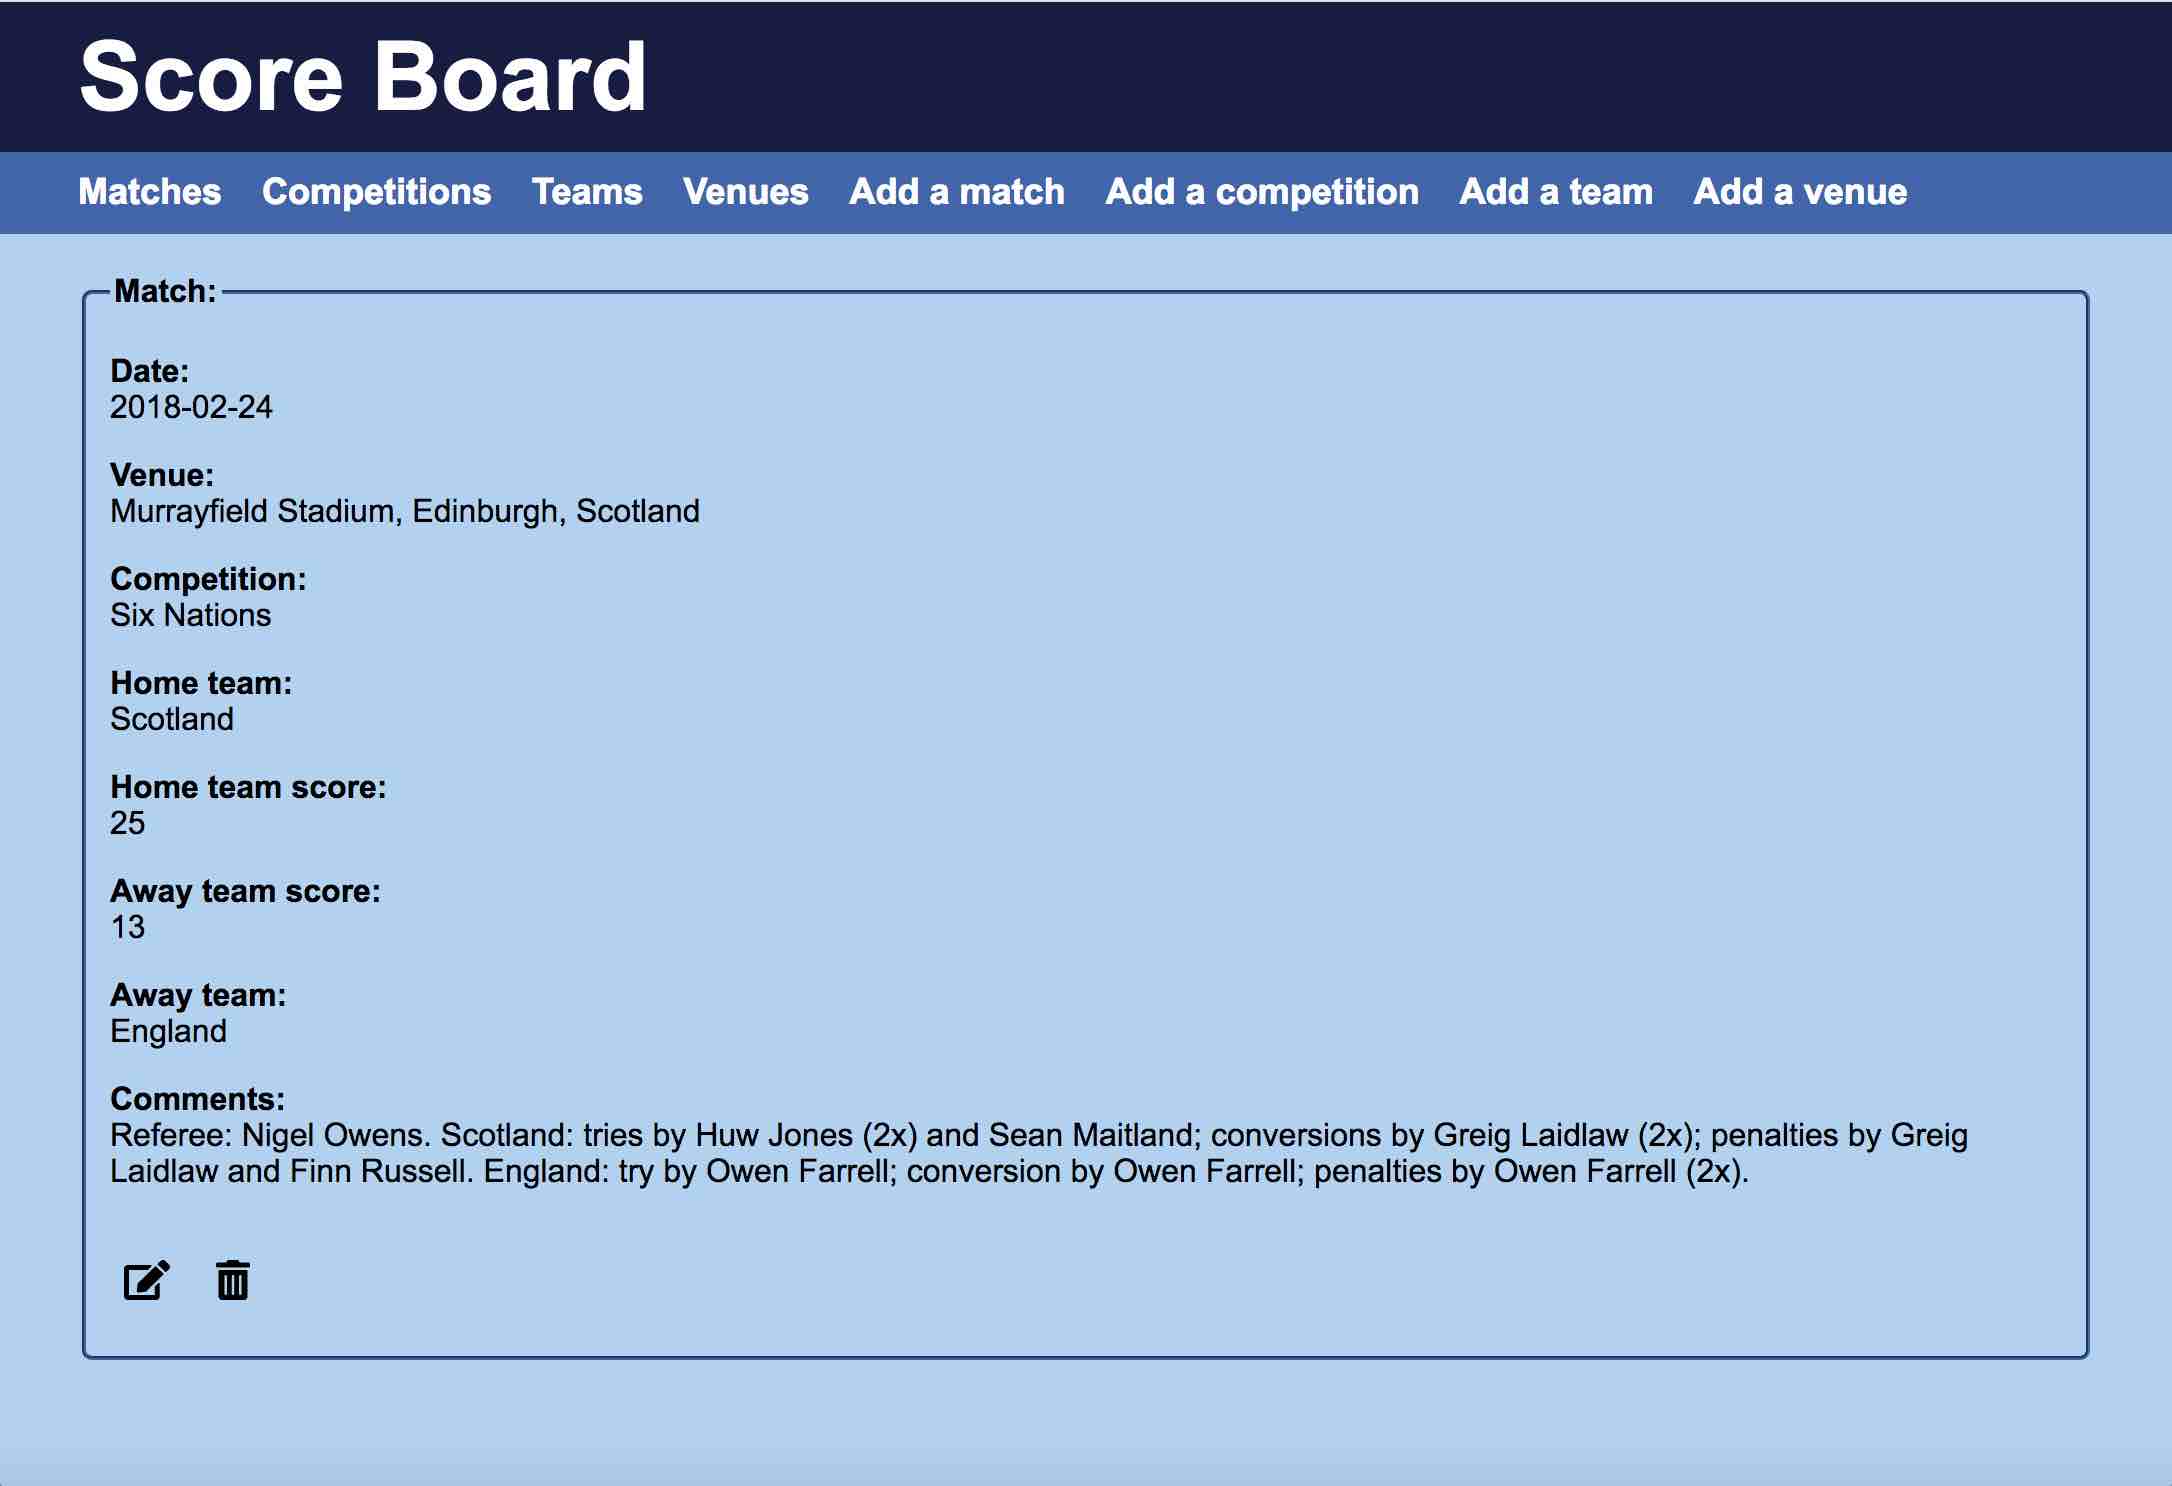 Score Board
Matches Competitions Teams Venues Add a match Add a competition Add a team Add a venue
Match:
Date:
2018-02-24
Venue:
Murrayfield Stadium, Edinburgh, Scotland
Competition:
Six Nations
Home team:
Scotland
Home team score:
25
Away team score:
13
Away team:
England
Comments:
Referee: Nigel Owens. Scotland: tries by Huw Jones (2x) and Sean Maitland; conversions by Greig Laidlaw (2x); penalties by Greig
Laidlaw and Finn Russell. England: try by Owen Farrell; conversion by Owen Farrell; penalties by Owen Farrell (2x).